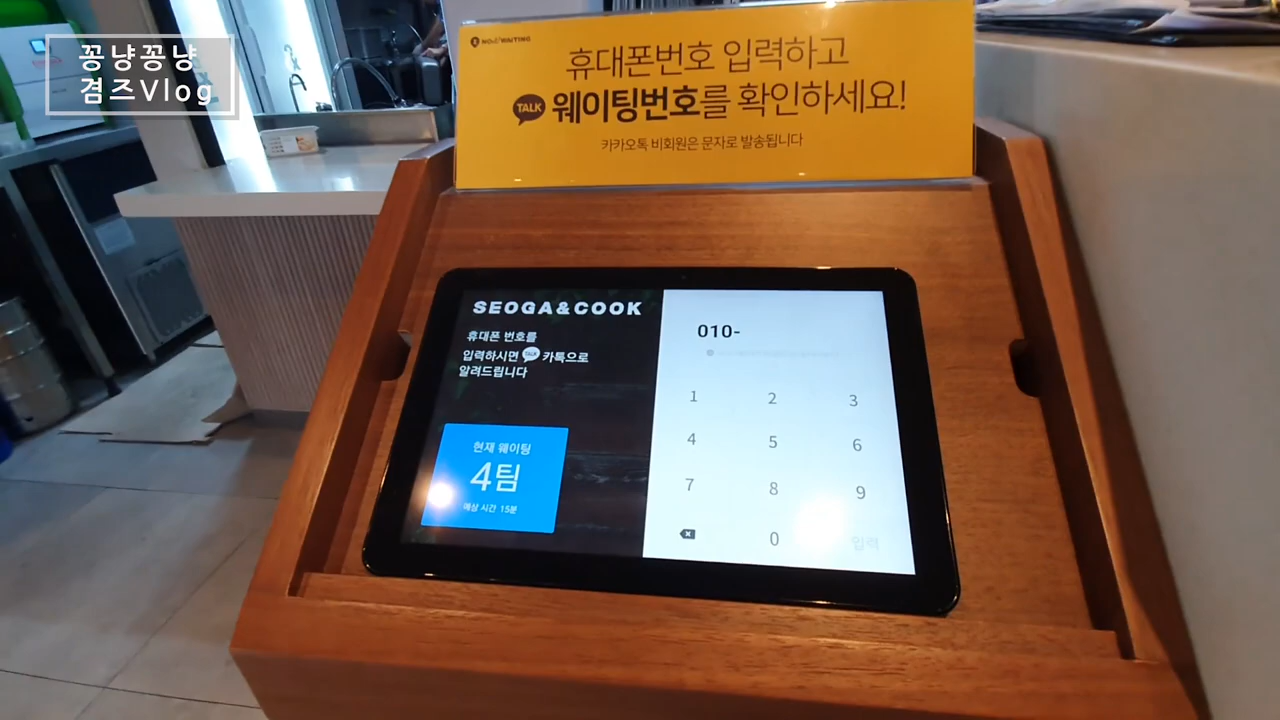 꽁냥꽁냥
겸즈Vlog
NOW WAITING
휴대폰번호 입력하고
TALK 웨이팅번호를 확인하세요!
카카오톡 비회원은 문자로 발송됩니다
SEOGA&COOK
휴대폰 번호를
입력하시면 TALK 카톡으로
알려드립니다
현재 웨이팅
4팀
예상 시간 15분
010-
1 2 3
4 5 6
7 8 9
0 입력